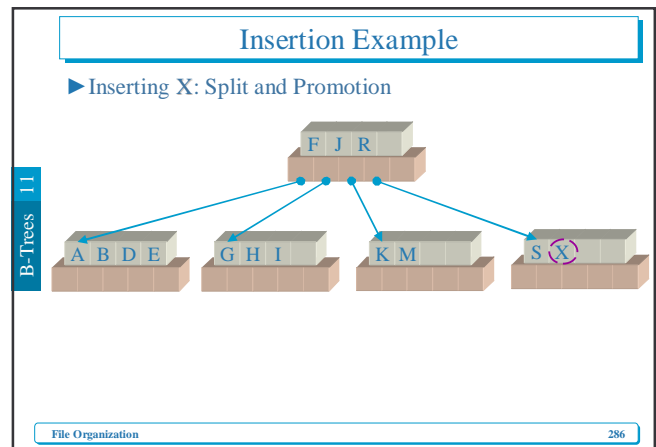 Insertion Example
►Inserting X: Split and Promotion
F J R
A B D E
G H I
K M
S X
B-Trees 11
File Organization 286